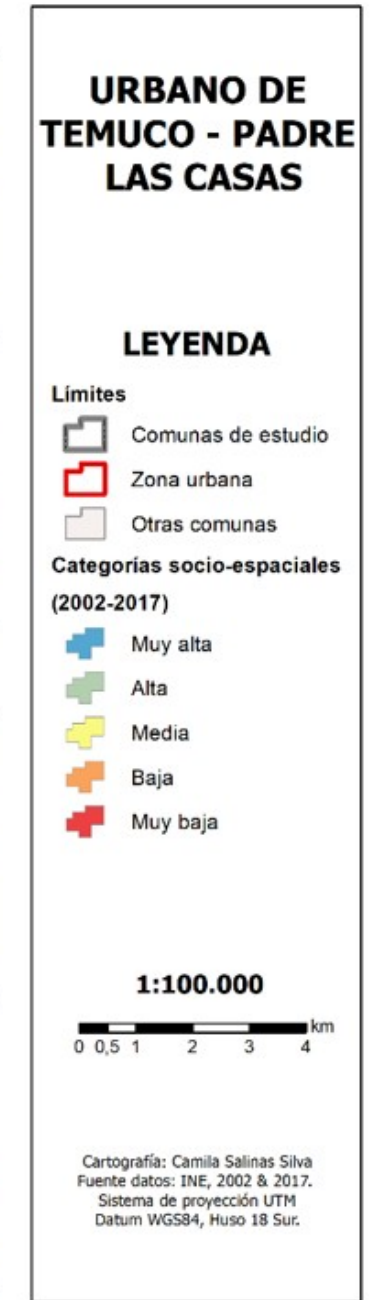 URBANO DE
TEMUCO - PADRE
LAS CASAS
LEYENDA
Límites
Comunas de estudio
Zona urbana
Otras comunas
Categorías socio-espaciales
(2002-2017)
Muy alta
Alta
Media
Baja
Muy baja
1:100.000
km
0 0,5 1 2 3 4
Cartografía: Camila Salinas Silva
Fuente datos: INE, 2002 & 2017.
Sistema de proyección UTM
Datum WGS84, Huso 18 Sur.